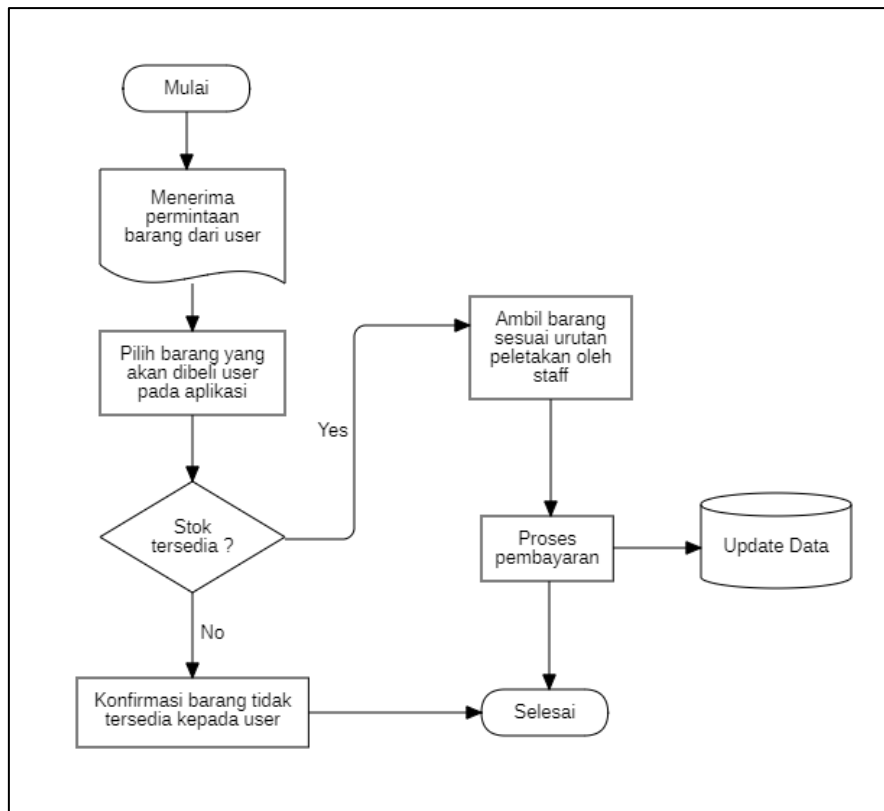 Mulai
Menerima
permintaan
barang dari user
Pilih barang yang
akan dibeli user
pada aplikasi
Stok
tersedia ?
Yes
No
Konfirmasi barang tidak
tersedia kepada user
Ambil barang
sesuai urutan
peletakan oleh
staff
Proses
pembayaran
Update Data
Selesai